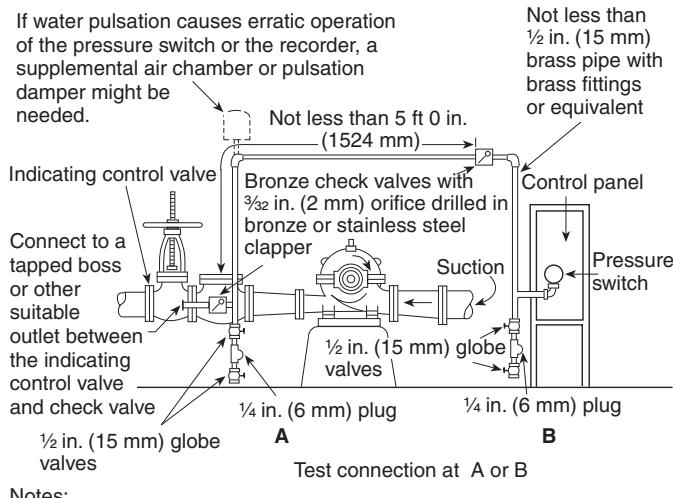 If water pulsation causes erratic operation
of the pressure switch or the recorder, a
supplemental air chamber or pulsation
damper might be
needed.
Not less than
½ in. (15 mm)
brass pipe with
brass fittings
or equivalent
Not less than 5 ft 0 in.
(1524 mm)
Indicating control valve
Bronze check valves with
³⁄₃₂ in. (2 mm) orifice drilled in
bronze or stainless steel
clapper
Control panel
Connect to a
tapped boss
or other
suitable
outlet between
the indicating
control valve
and check valve
Suction
Pressure
switch
½ in. (15 mm) globe
valves
¼ in. (6 mm) plug
¼ in. (6 mm) plug
½ in. (15 mm) globe
valves
A
B
Test connection at A or B
Notes: